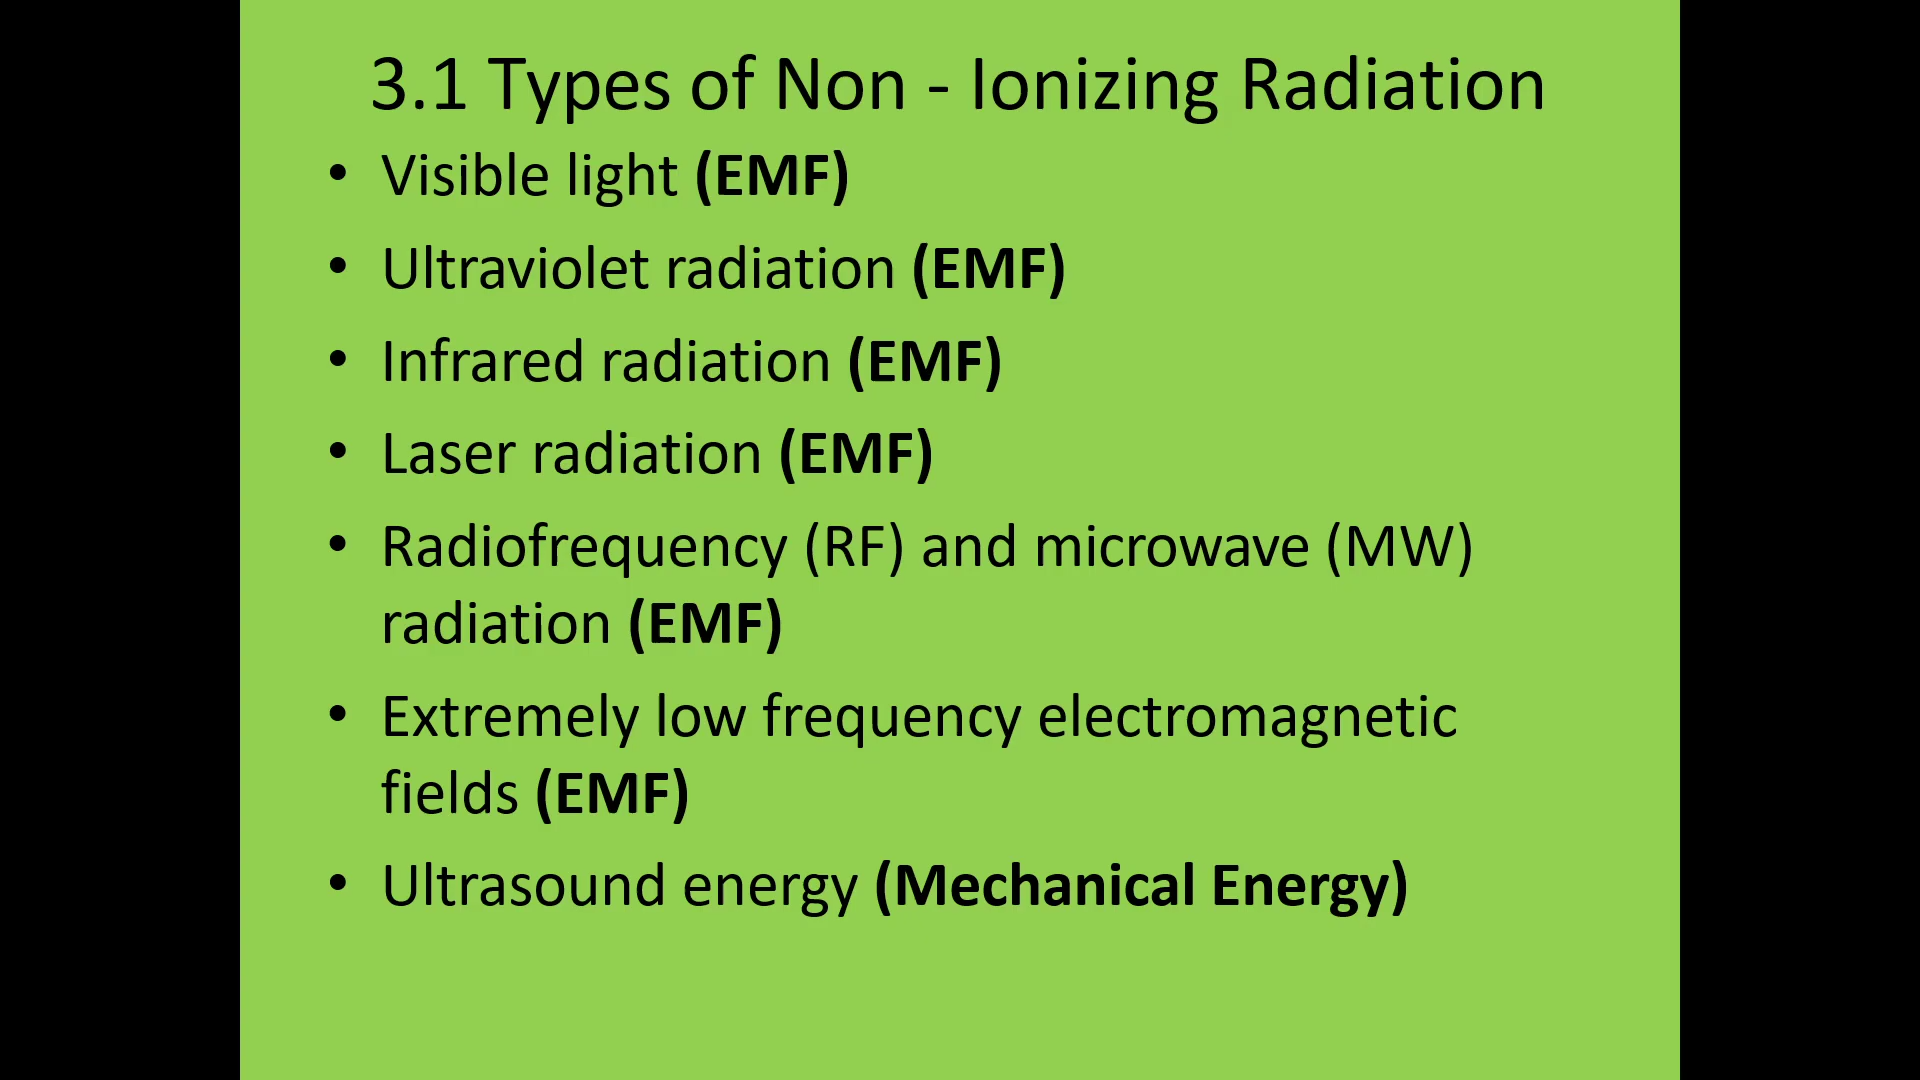 3.1 Types of Non - Ionizing Radiation
• Visible light (EMF)
• Ultraviolet radiation (EMF)
• Infrared radiation (EMF)
• Laser radiation (EMF)
• Radiofrequency (RF) and microwave (MW)
radiation (EMF)
• Extremely low frequency electromagnetic
fields (EMF)
• Ultrasound energy (Mechanical Energy)